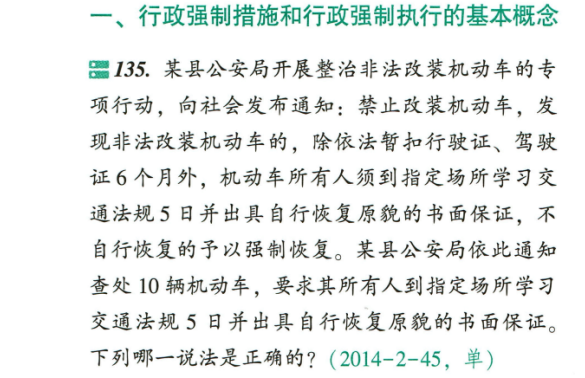 一、行政强制措施和行政强制执行的基本概念
135. 某县公安局开展整治非法改装机动车的专
项行动，向社会发布通知：禁止改装机动车，发
现非法改装机动车的，除依法暂扣行驶证、驾驶
证6个月外，机动车所有人须到指定场所学习交
通法规5日并出具自行恢复原貌的书面保证，不
自行恢复的予以强制恢复。某县公安局依此通知
查处10辆机动车，要求其所有人到指定场所学习
交通法规5日并出具自行恢复原貌的书面保证。
下列哪一说法是正确的？（2014-2-45，单）